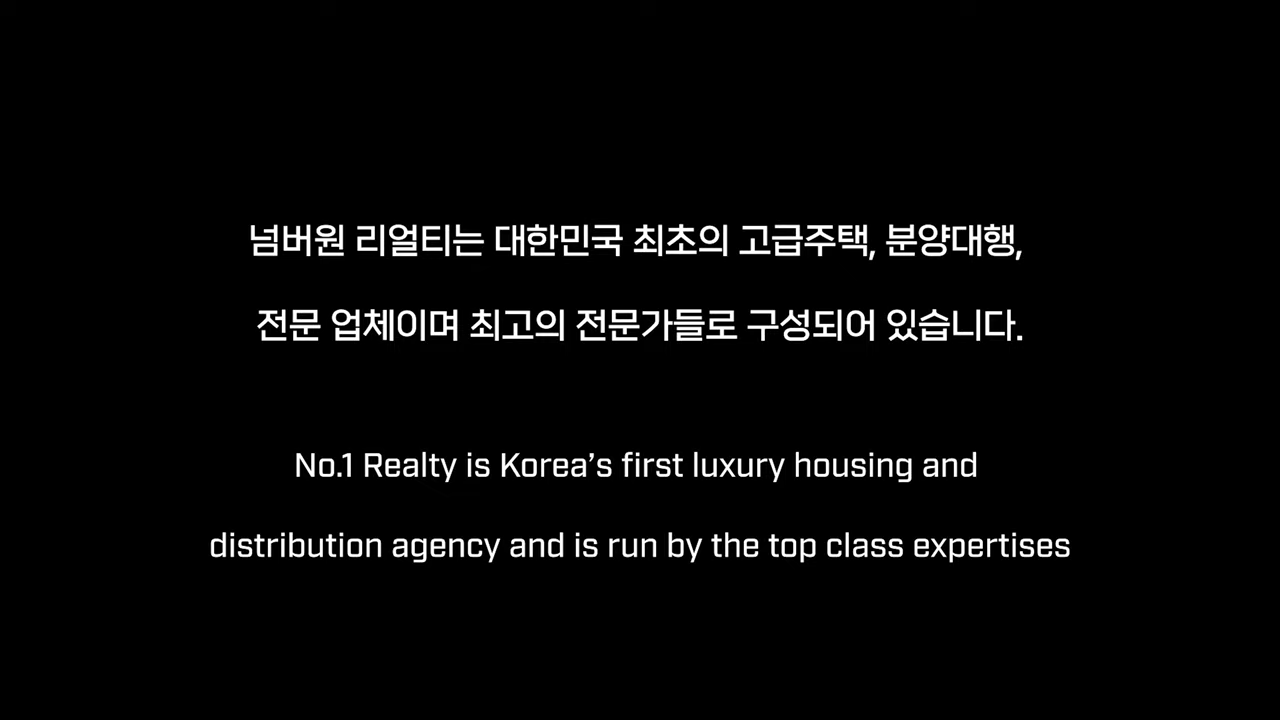 넘버원 리얼티는 대한민국 최초의 고급주택, 분양대행,
전문 업체이며 최고의 전문가들로 구성되어 있습니다.
No.1 Realty is Korea’s first luxury housing and
distribution agency and is run by the top class expertises